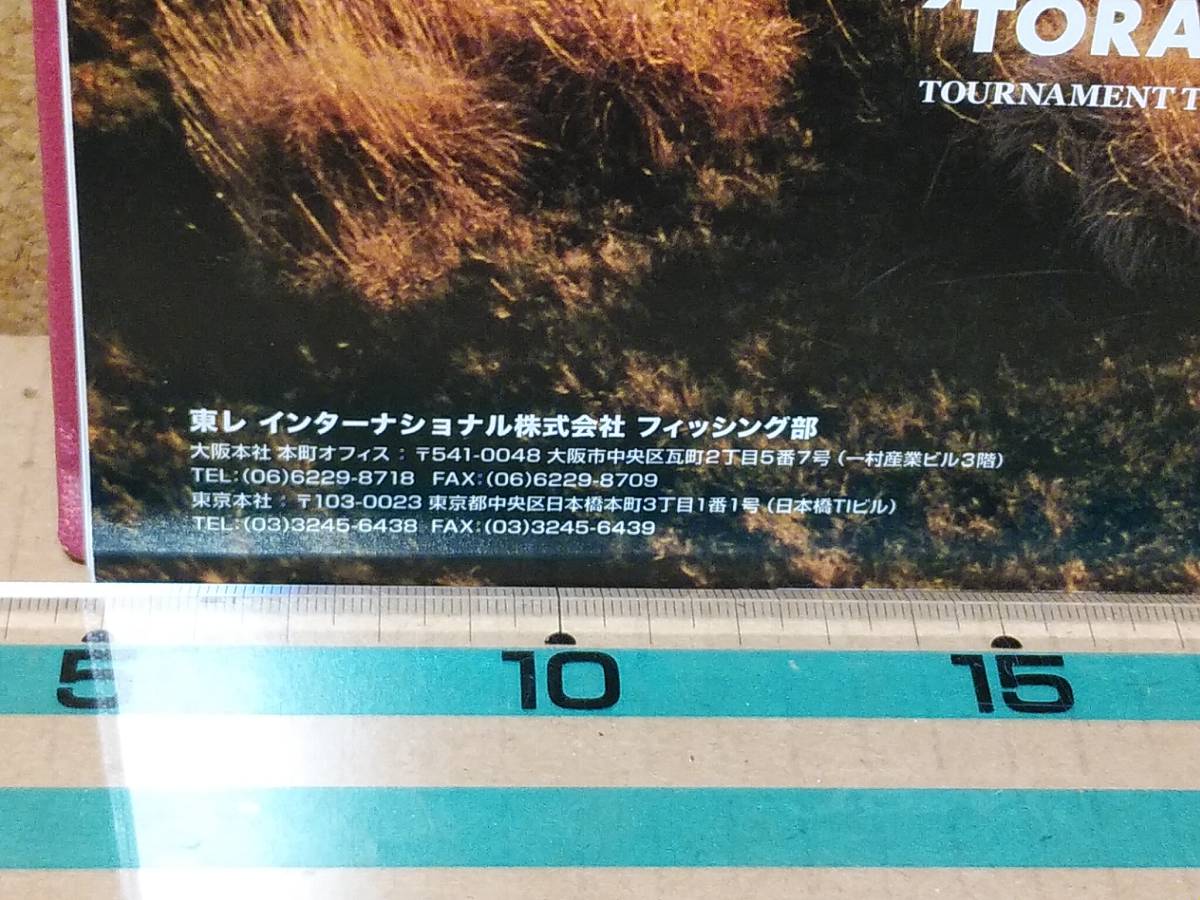 TORA
TOURNAMENT T
東レ インターナショナル株式会社 フィッシング部
大阪本社 本町オフィス：〒541-0048 大阪市中央区瓦町2丁目5番7号（一村産業ビル3階）
TEL:(06)6229-8718 FAX:(06)6229-8709
東京本社：〒103-0023 東京都中央区日本橋本町3丁目1番1号（日本橋TIビル）
TEL:(03)3245-6438 FAX:(03)3245-6439
5 10 15